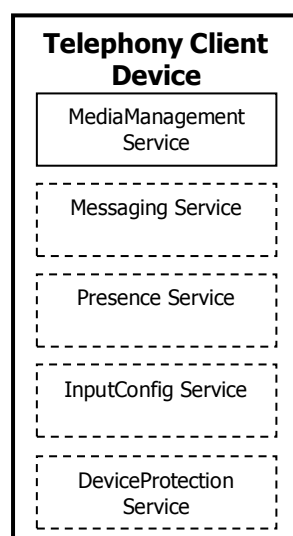 Telephony Client
Device
MediaManagement
Service
Messaging Service
Presence Service
InputConfig Service
DeviceProtection
Service